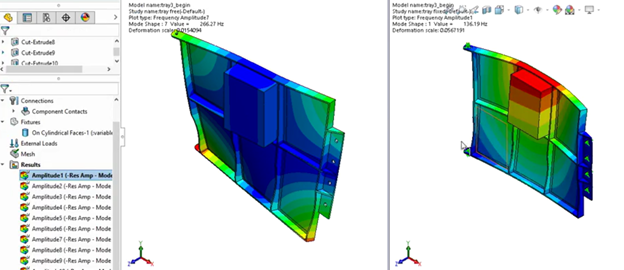 Cut-Extrude8
Cut-Extrude9
Cut-Extrude10
Connections
Component Contacts
Fixtures
On Cylindrical Faces-1 (:variable
External Loads
Mesh
Results
Amplitude1 (-Res Amp - Mode
Amplitude2 (-Res Amp - Mode
Amplitude3 (-Res Amp - Mode
Amplitude4 (-Res Amp - Mode
Amplitude5 (-Res Amp - Mode
Amplitude6 (-Res Amp - Mode
Amplitude7 (-Res Amp - Mode
Amplitude8 (-Res Amp - Mode
Amplitude9 (-Res Amp - Mode
Model name:tray3_begin
Study name:tray free(-Default-)
Plot type: Frequency Amplitude7
Mode Shape : 7 Value = 266.27 Hz
Deformation scale: 0.0154094
Y
X
Z
Model name:tray3_begin
Study name:tray fixed(-Default-)
Plot type: Frequency Amplitude1
Mode Shape : 1 Value = 136.19 Hz
Deformation scale: 0.0567191
Y
X
Z